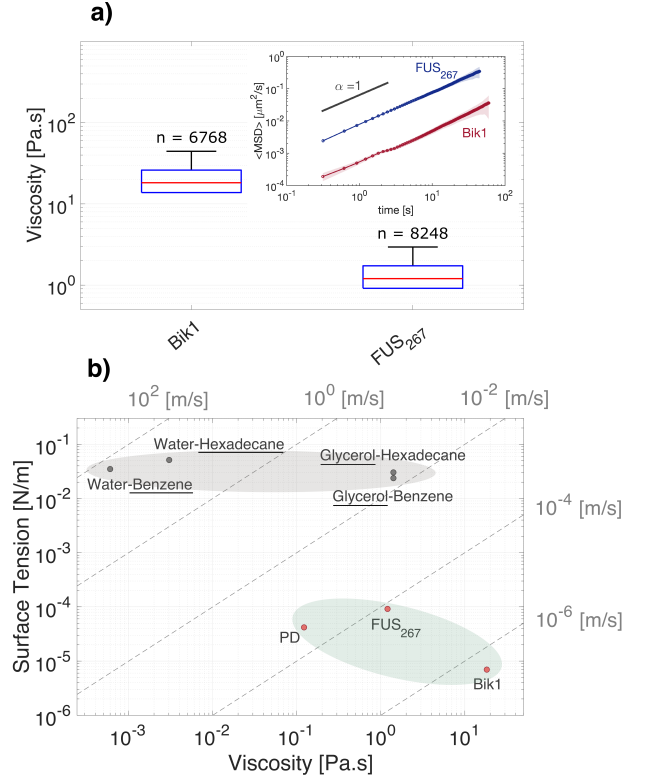 a)
Viscosity [Pa.s]
10² 10¹ 10⁰
n = 6768
n = 8248
Bik1 FUS₂₆₇
<MSD> [μm²/s]
10⁰ 10⁻¹ 10⁻² 10⁻³ 10⁻⁴
α =1
FUS₂₆₇
Bik1
10⁻¹ 10⁰ 10¹ 10²
time [s]
b)
10² [m/s] 10⁰ [m/s] 10⁻² [m/s]
10⁻⁴ [m/s]
10⁻⁶ [m/s]
Surface Tension [N/m]
10⁻¹ 10⁻² 10⁻³ 10⁻⁴ 10⁻⁵ 10⁻⁶
Water-Hexadecane
Glycerol-Hexadecane
Water-Benzene
Glycerol-Benzene
PD
FUS₂₆₇
Bik1
10⁻³ 10⁻² 10⁻¹ 10⁰ 10¹
Viscosity [Pa.s]